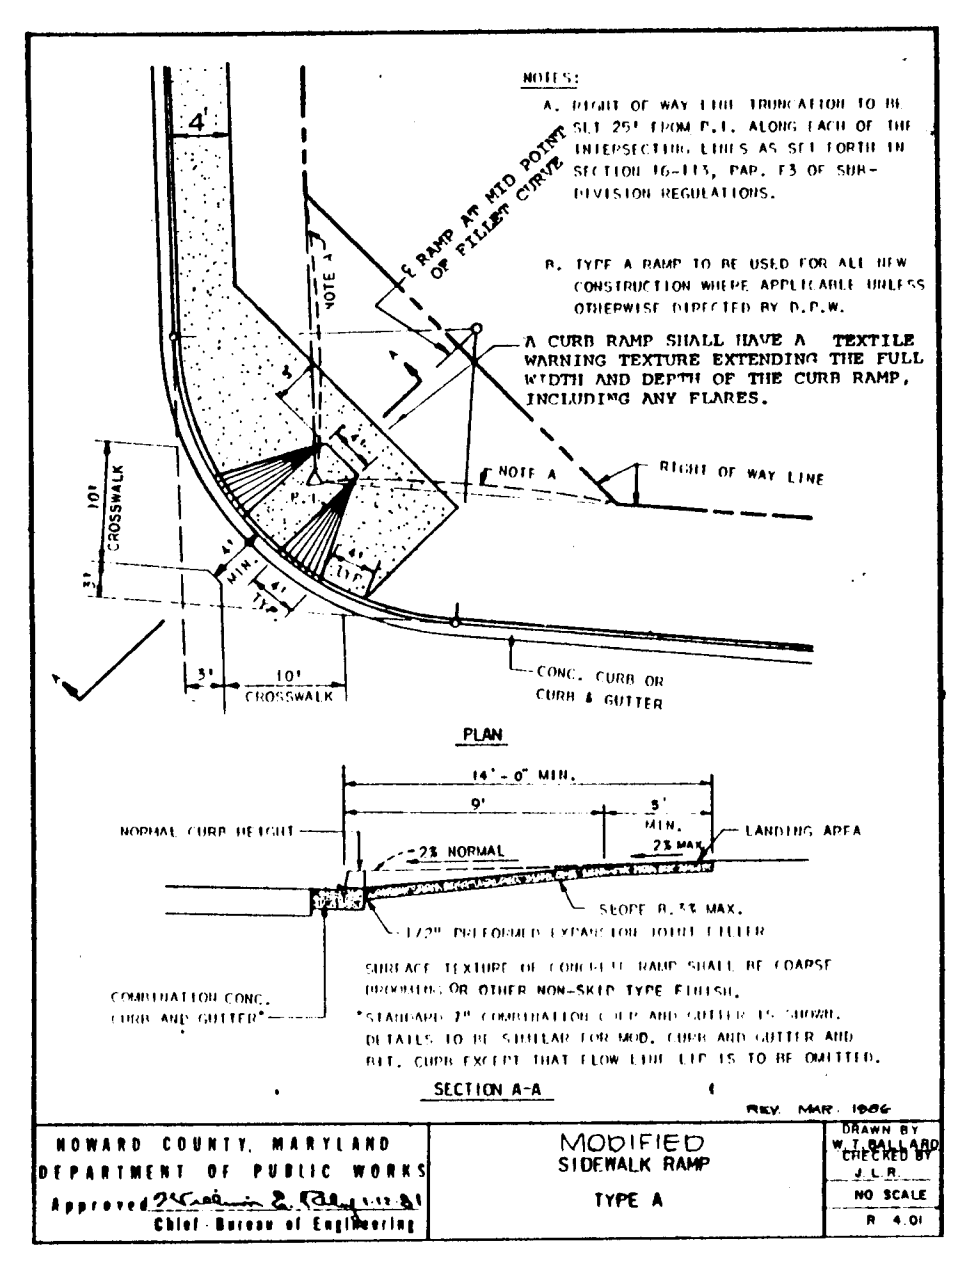 NOTES:
A. RIGHT OF WAY LINE TRUNCATION TO BE
SET 25' FROM P.I. ALONG EACH OF THE
INTERSECTING LINES AS SET FORTH IN
SECTION 16-113, PAR. F3 OF SUB-
DIVISION REGULATIONS.
B. TYPE A RAMP TO BE USED FOR ALL NEW
CONSTRUCTION WHERE APPLICABLE UNLESS
OTHERWISE DIRECTED BY D.P.W.
A CURB RAMP SHALL HAVE A TEXTILE
WARNING TEXTURE EXTENDING THE FULL
WIDTH AND DEPTH OF THE CURB RAMP,
INCLUDING ANY FLARES.
4'
℄ RAMP AT MID POINT
OF FILLET CURVE
NOTE A
A
4'
P.I.
NOTE A
RIGHT OF WAY LINE
10'
CROSSWALK
3'
4'
MIN.
4'
TYP.
4'
TYP.
A
3'
10'
CROSSWALK
CONC. CURB OR
CURB & GUTTER
PLAN
14'-0" MIN.
9'
5'
MIN.
NORMAL CURB HEIGHT
2% NORMAL
2% MAX
LANDING AREA
SLOPE 8.3% MAX.
1/2" PREFORMED EXPANSION JOINT FILLER
SURFACE TEXTURE OF CONCRETE RAMP SHALL BE COARSE
BROOMING OR OTHER NON-SKIP TYPE FINISH.
COMBINATION CONC.
CURB AND GUTTER*
*STANDARD 7" COMBINATION CURB AND GUTTER IS SHOWN.
DETAILS TO BE SIMILAR FOR MOD. CURB AND GUTTER AND
BIT. CURB EXCEPT THAT FLOW LINE LIP IS TO BE OMITTED.
SECTION A-A
REV. MAR. 1986
HOWARD COUNTY, MARYLAND
DEPARTMENT OF PUBLIC WORKS
Approved 1-12-81
Chief - Bureau of Engineering
MODIFIED
SIDEWALK RAMP
TYPE A
DRAWN BY
W.T. BALLARD
CHECKED BY
J.L.R.
NO SCALE
R 4.01